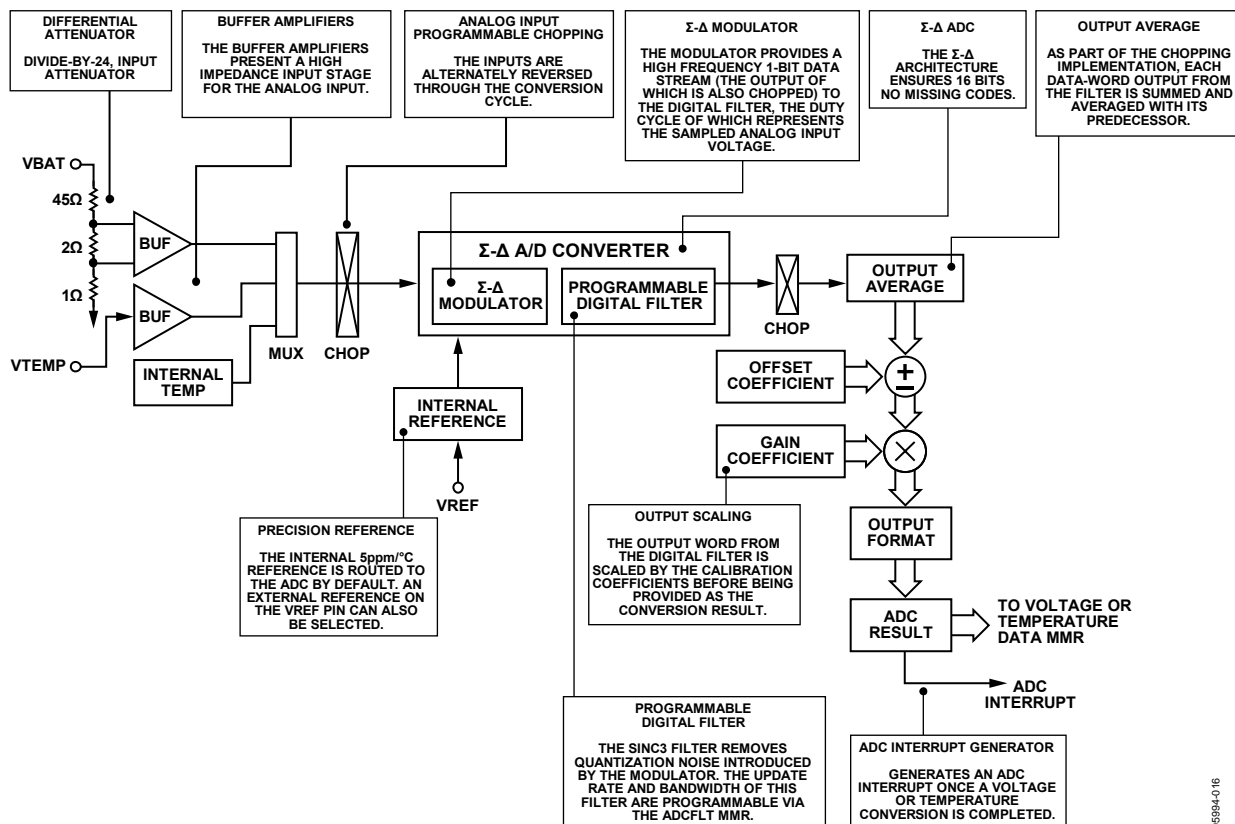 DIFFERENTIAL
ATTENUATOR
DIVIDE-BY-24, INPUT
ATTENUATOR
BUFFER AMPLIFIERS
THE BUFFER AMPLIFIERS
PRESENT A HIGH
IMPEDANCE INPUT STAGE
FOR THE ANALOG INPUT.
ANALOG INPUT
PROGRAMMABLE CHOPPING
THE INPUTS ARE
ALTERNATELY REVERSED
THROUGH THE CONVERSION
CYCLE.
Σ-Δ MODULATOR
THE MODULATOR PROVIDES A
HIGH FREQUENCY 1-BIT DATA
STREAM (THE OUTPUT OF
WHICH IS ALSO CHOPPED) TO
THE DIGITAL FILTER, THE DUTY
CYCLE OF WHICH REPRESENTS
THE SAMPLED ANALOG INPUT
VOLTAGE.
Σ-Δ ADC
THE Σ-Δ
ARCHITECTURE
ENSURES 16 BITS
NO MISSING CODES.
OUTPUT AVERAGE
AS PART OF THE CHOPPING
IMPLEMENTATION, EACH
DATA-WORD OUTPUT FROM
THE FILTER IS SUMMED AND
AVERAGED WITH ITS
PREDECESSOR.
VBAT
45Ω
2Ω
1Ω
BUF
BUF
VTEMP
INTERNAL
TEMP
MUX
CHOP
Σ-Δ A/D CONVERTER
Σ-Δ
MODULATOR
PROGRAMMABLE
DIGITAL FILTER
CHOP
OUTPUT
AVERAGE
OFFSET
COEFFICIENT
±
INTERNAL
REFERENCE
VREF
GAIN
COEFFICIENT
×
PRECISION REFERENCE
THE INTERNAL 5ppm/°C
REFERENCE IS ROUTED TO
THE ADC BY DEFAULT. AN
EXTERNAL REFERENCE ON
THE VREF PIN CAN ALSO
BE SELECTED.
OUTPUT SCALING
THE OUTPUT WORD FROM
THE DIGITAL FILTER IS
SCALED BY THE CALIBRATION
COEFFICIENTS BEFORE BEING
PROVIDED AS THE
CONVERSION RESULT.
OUTPUT
FORMAT
ADC
RESULT
TO VOLTAGE OR
TEMPERATURE
DATA MMR
ADC
INTERRUPT
PROGRAMMABLE
DIGITAL FILTER
THE SINC3 FILTER REMOVES
QUANTIZATION NOISE INTRODUCED
BY THE MODULATOR. THE UPDATE
RATE AND BANDWIDTH OF THIS
FILTER ARE PROGRAMMABLE VIA
THE ADCFLT MMR.
ADC INTERRUPT GENERATOR
GENERATES AN ADC
INTERRUPT ONCE A VOLTAGE
OR TEMPERATURE
CONVERSION IS COMPLETED.